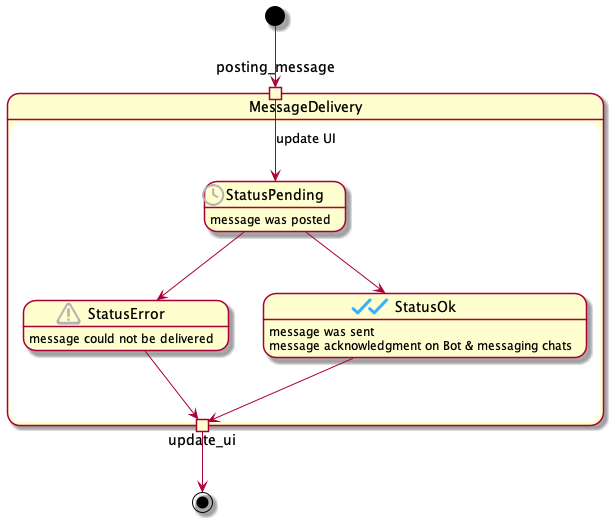 posting_message
MessageDelivery
update UI
StatusPending
message was posted
StatusError
message could not be delivered
StatusOk
message was sent
message acknowledgment on Bot & messaging chats
update_ui